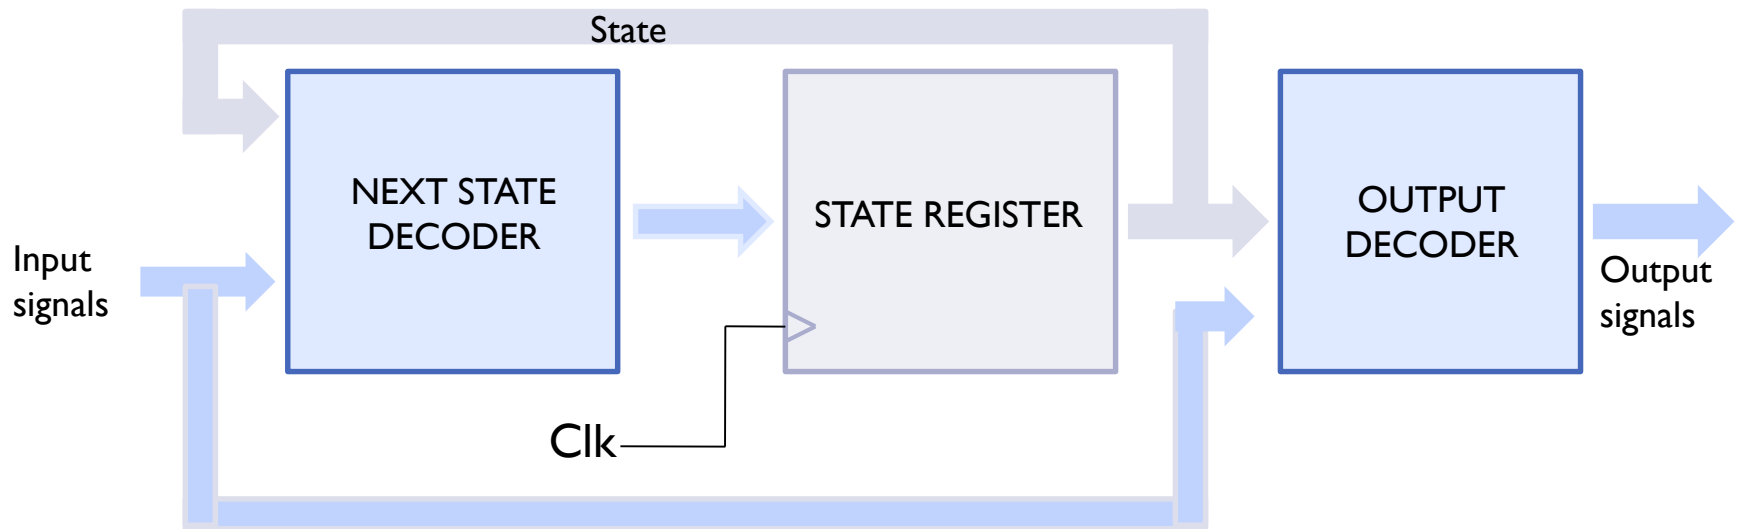 State
NEXT STATE
DECODER
STATE REGISTER
OUTPUT
DECODER
Input
signals
Output
signals
Clk